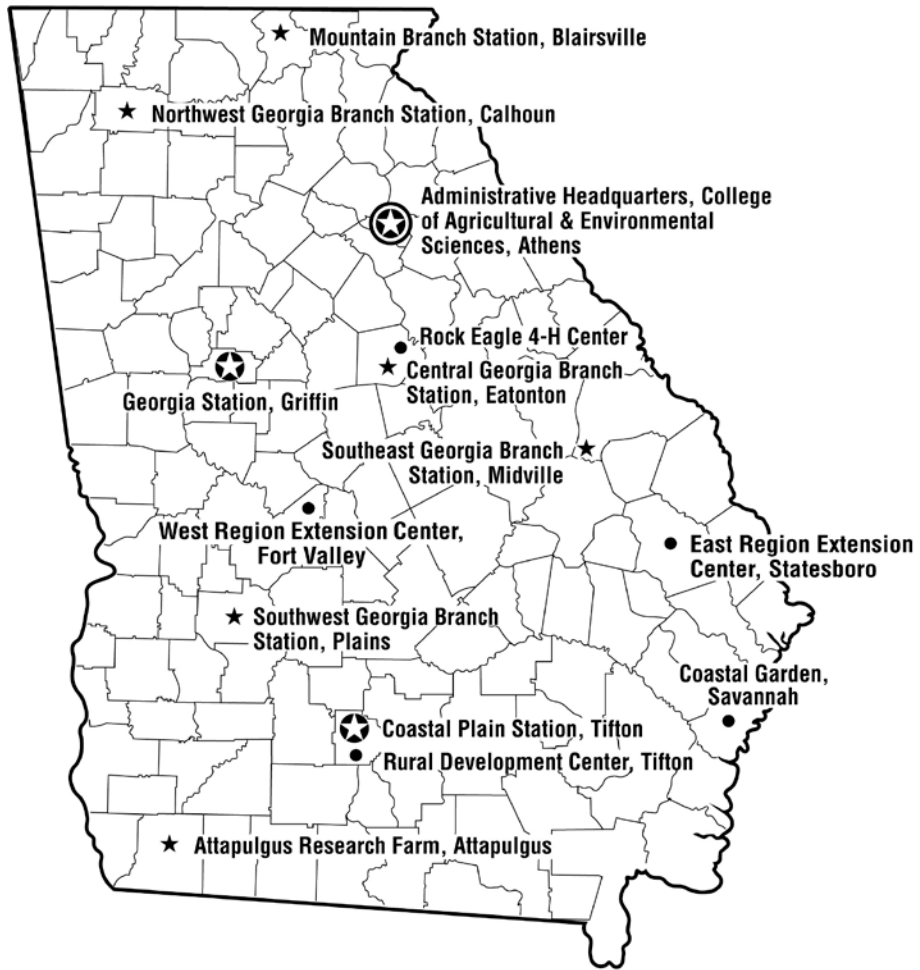 Mountain Branch Station, Blairsville
Northwest Georgia Branch Station, Calhoun
Administrative Headquarters, College
of Agricultural & Environmental
Sciences, Athens
Rock Eagle 4-H Center
Central Georgia Branch
Station, Eatonton
Georgia Station, Griffin
Southeast Georgia Branch
Station, Midville
West Region Extension Center,
Fort Valley
East Region Extension
Center, Statesboro
Southwest Georgia Branch
Station, Plains
Coastal Garden,
Savannah
Coastal Plain Station, Tifton
Rural Development Center, Tifton
Attapulgus Research Farm, Attapulgus